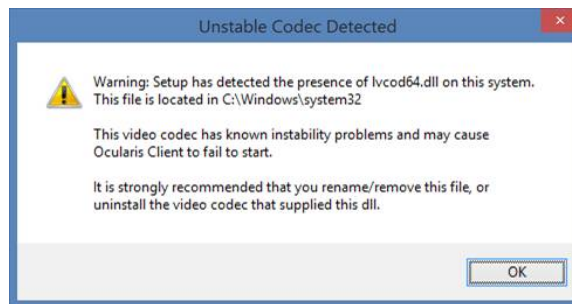 Unstable Codec Detected
Warning: Setup has detected the presence of lvcod64.dll on this system.
This file is located in C:\Windows\system32
This video codec has known instability problems and may cause
Ocularis Client to fail to start.
It is strongly recommended that you rename/remove this file, or
uninstall the video codec that supplied this dll.
OK